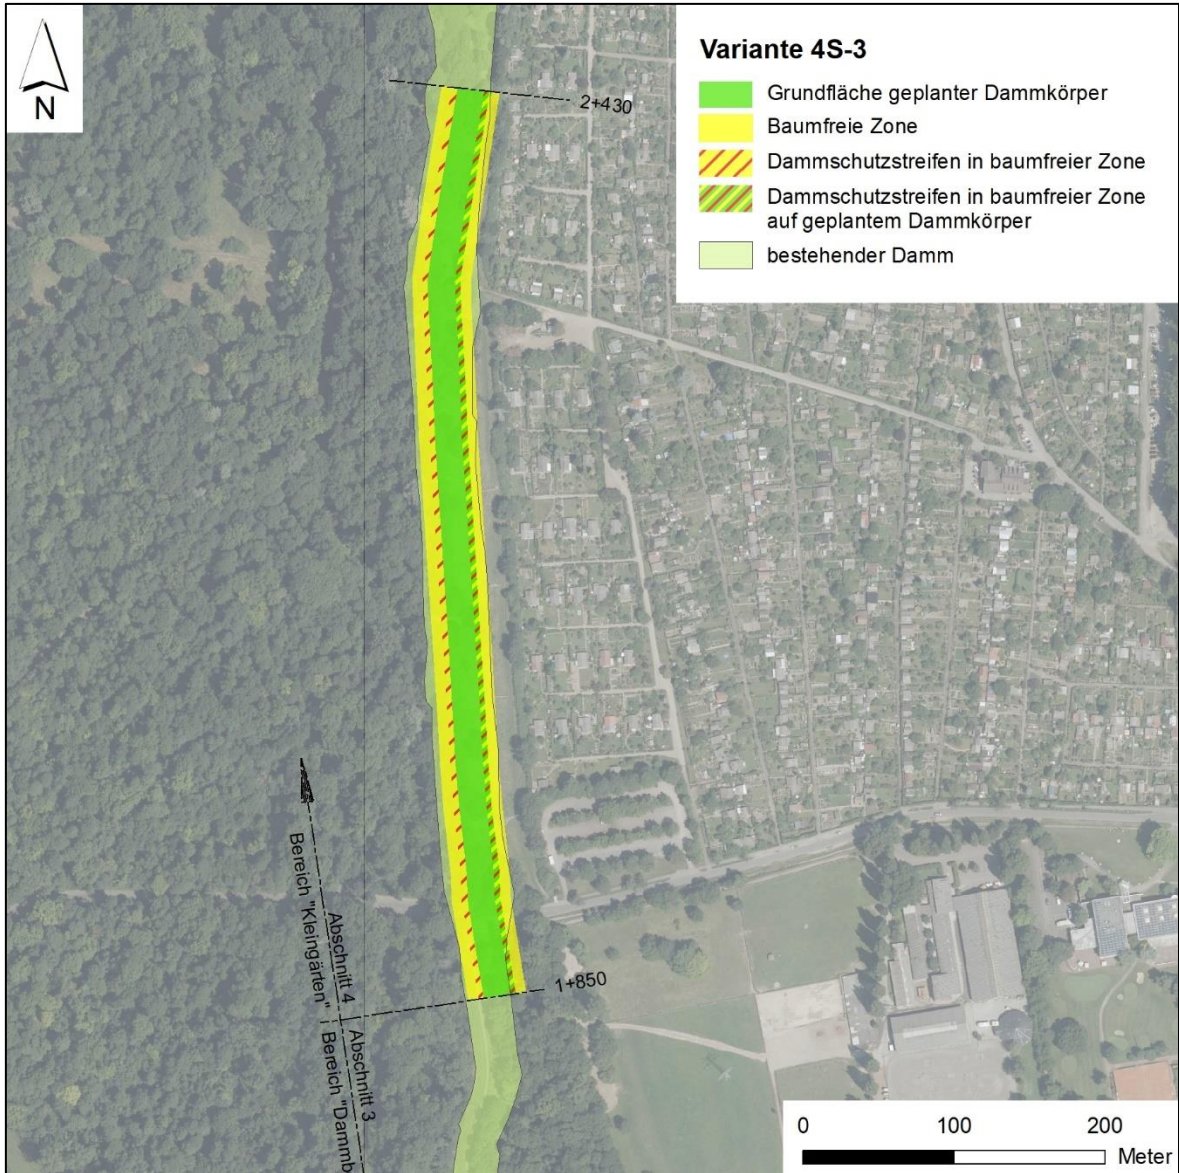 N
Variante 4S-3
Grundfläche geplanter Dammkörper
Baumfreie Zone
Dammschutzstreifen in baumfreier Zone
Dammschutzstreifen in baumfreier Zone
auf geplantem Dammkörper
bestehender Damm
2+430
1+850
Abschnitt 4
Bereich "Kleingärten"
Abschnitt 3
Bereich "Dammb
0 100 200
Meter